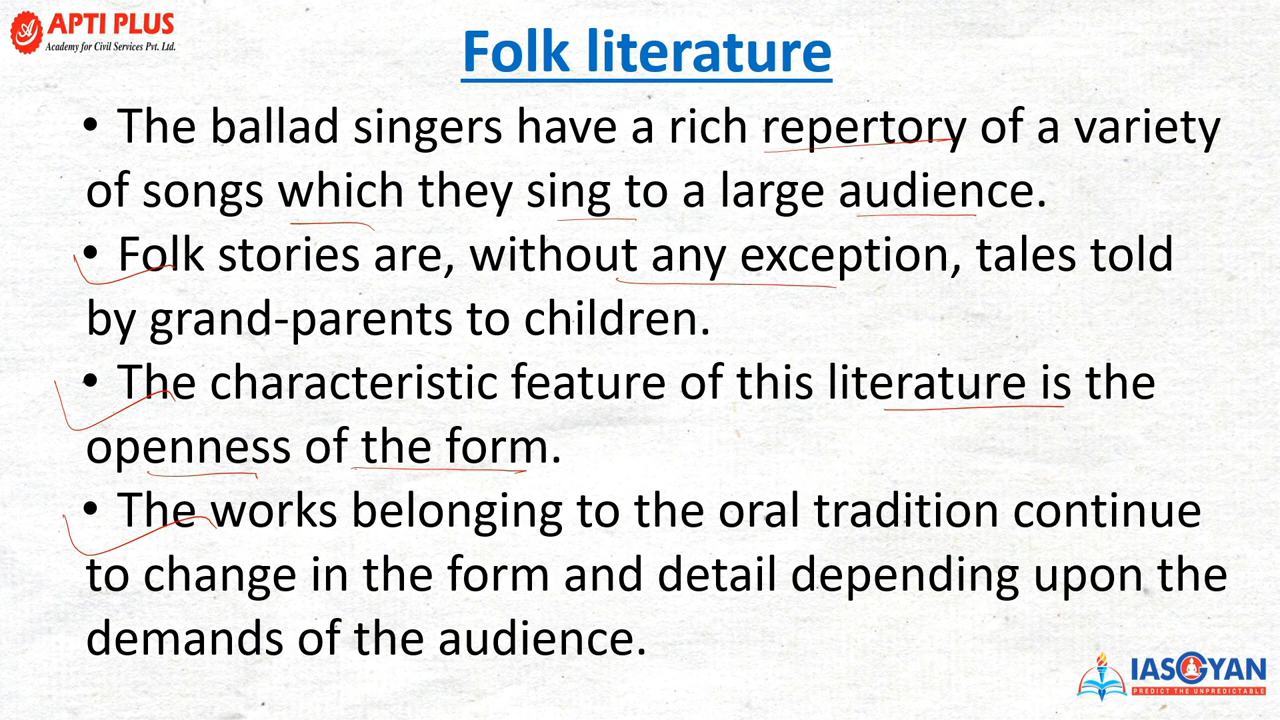 APTI PLUS
Academy for Civil Services Pvt. Ltd.
Folk literature
• The ballad singers have a rich repertory of a variety
of songs which they sing to a large audience.
• Folk stories are, without any exception, tales told
by grand-parents to children.
• The characteristic feature of this literature is the
openness of the form.
• The works belonging to the oral tradition continue
to change in the form and detail depending upon the
demands of the audience.
IASGYAN
PREDICT THE UNPREDICTABLE